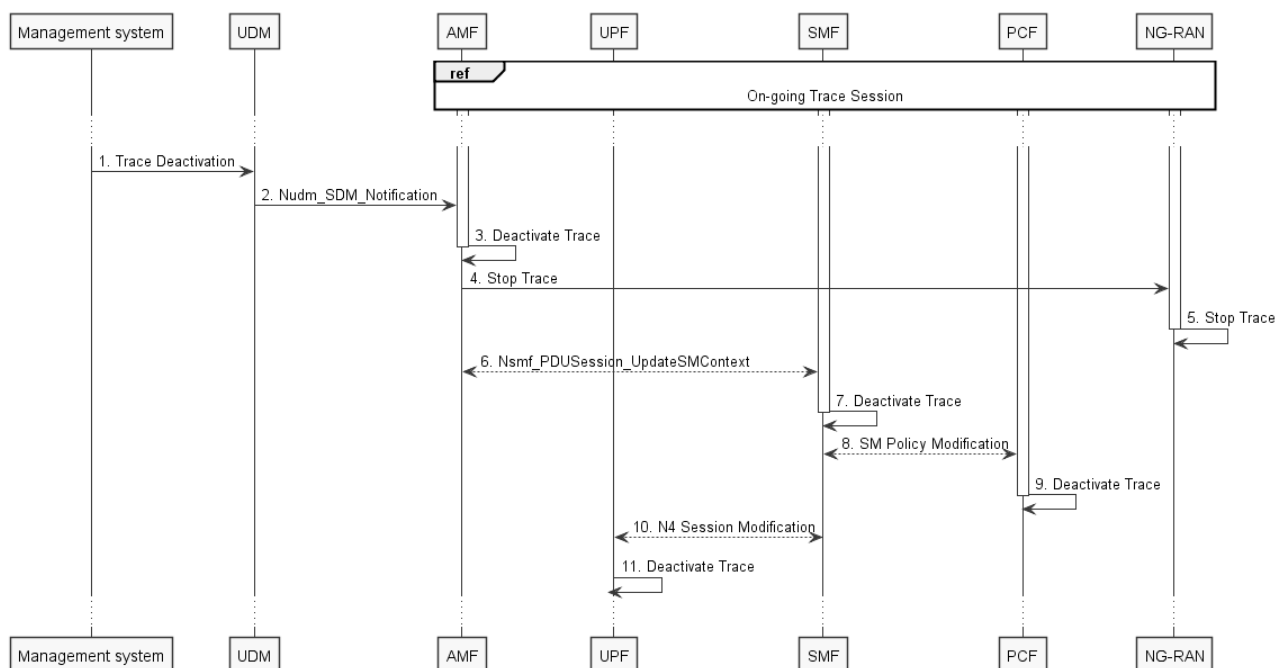 Management system
UDM
AMF
UPF
SMF
PCF
NG-RAN
ref
On-going Trace Session
1. Trace Deactivation
2. Nudm_SDM_Notification
3. Deactivate Trace
4. Stop Trace
5. Stop Trace
6. Nsmf_PDUSession_UpdateSMContext
7. Deactivate Trace
8. SM Policy Modification
9. Deactivate Trace
10. N4 Session Modification
11. Deactivate Trace
Management system
UDM
AMF
UPF
SMF
PCF
NG-RAN